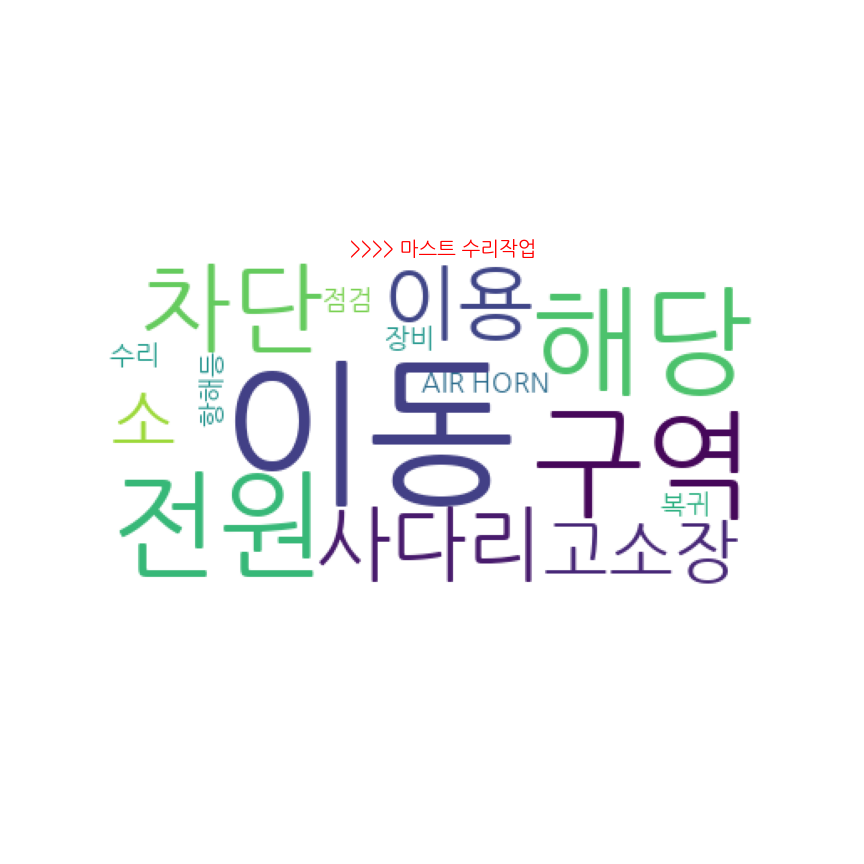 >>>> 마스트 수리작업
차단
점검
이용
해당
수리
장비
항해등
AIR HORN
소
이동
구역
전원
사다리
복귀
고소장